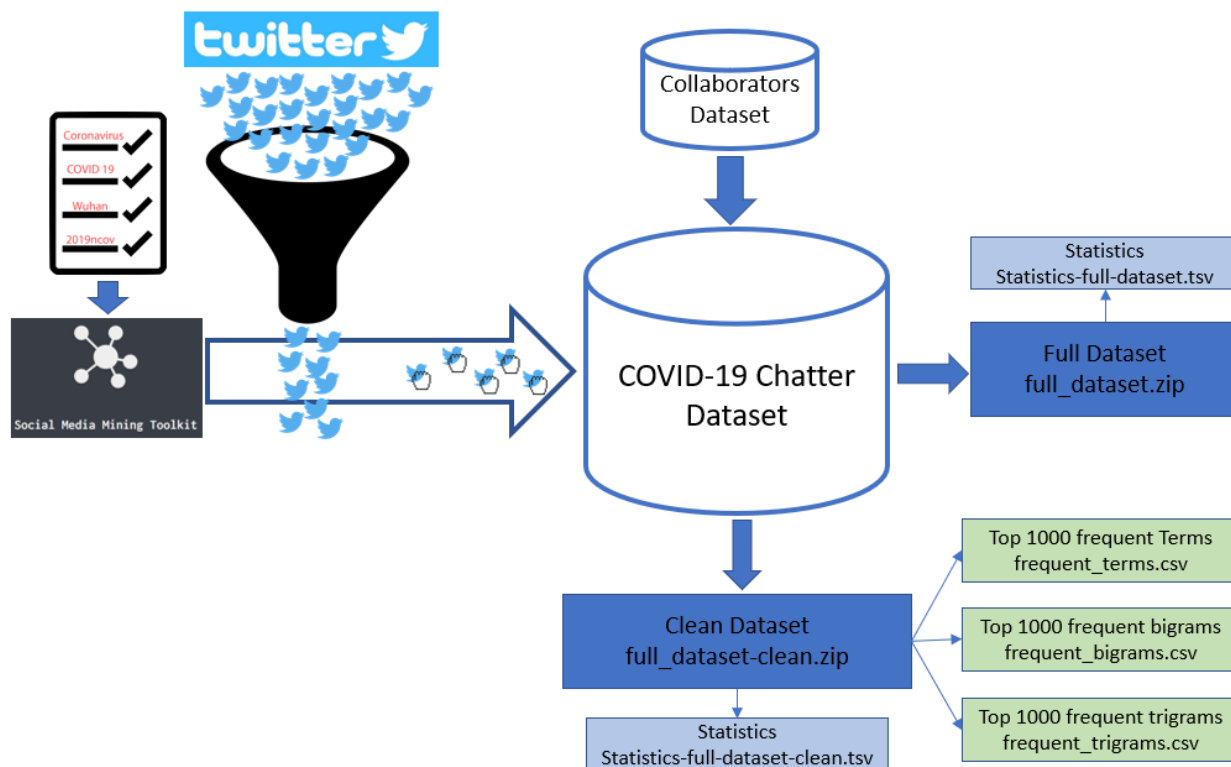 twitter
Collaborators
Dataset
Coronavirus
COVID 19
Wuhan
2019ncov
Social Media Mining Toolkit
COVID-19 Chatter
Dataset
Statistics
Statistics-full-dataset.tsv
Full Dataset
full_dataset.zip
Clean Dataset
full_dataset-clean.zip
Statistics
Statistics-full-dataset-clean.tsv
Top 1000 frequent Terms
frequent_terms.csv
Top 1000 frequent bigrams
frequent_bigrams.csv
Top 1000 frequent trigrams
frequent_trigrams.csv